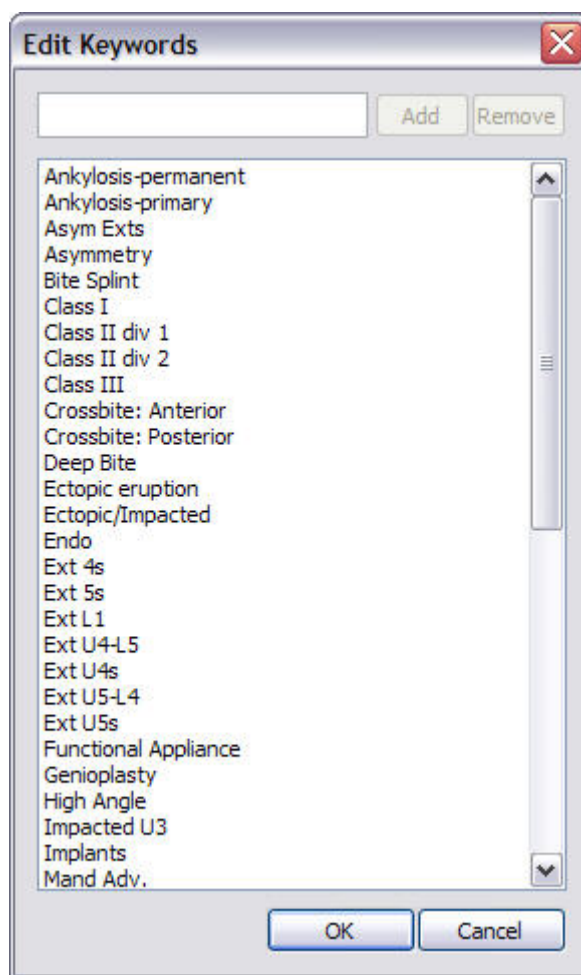 Edit Keywords
Add Remove
Ankylosis-permanent
Ankylosis-primary
Asym Exts
Asymmetry
Bite Splint
Class I
Class II div 1
Class II div 2
Class III
Crossbite: Anterior
Crossbite: Posterior
Deep Bite
Ectopic eruption
Ectopic/Impacted
Endo
Ext 4s
Ext 5s
Ext L1
Ext U4-L5
Ext U4s
Ext U5-L4
Ext U5s
Functional Appliance
Genioplasty
High Angle
Impacted U3
Implants
Mand Adv.
OK Cancel